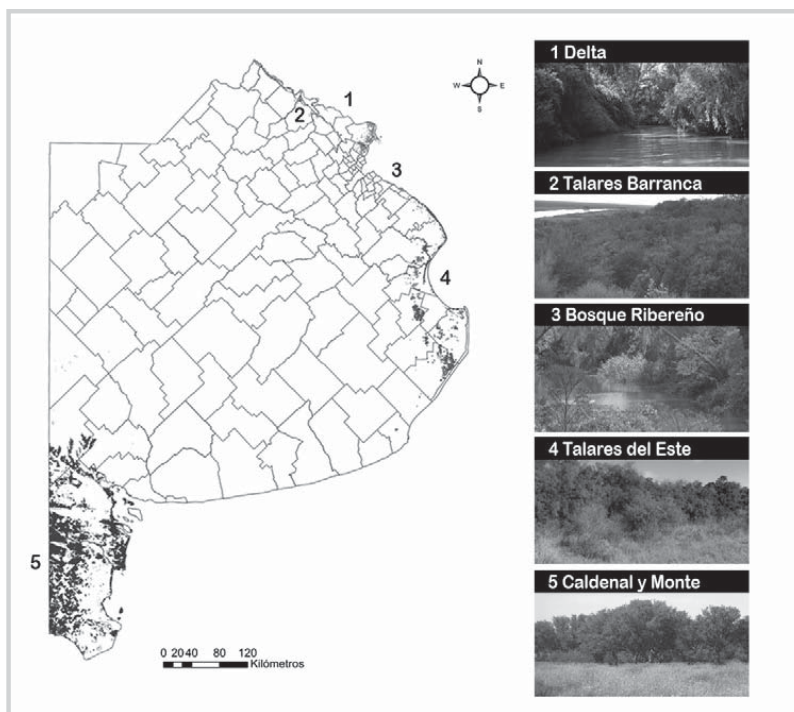 1 Delta
2 Talares Barranca
3 Bosque Ribereño
4 Talares del Este
5 Caldenal y Monte
N
W E
S
1
2
3
4
5
0 20 40 80 120
Kilómetros